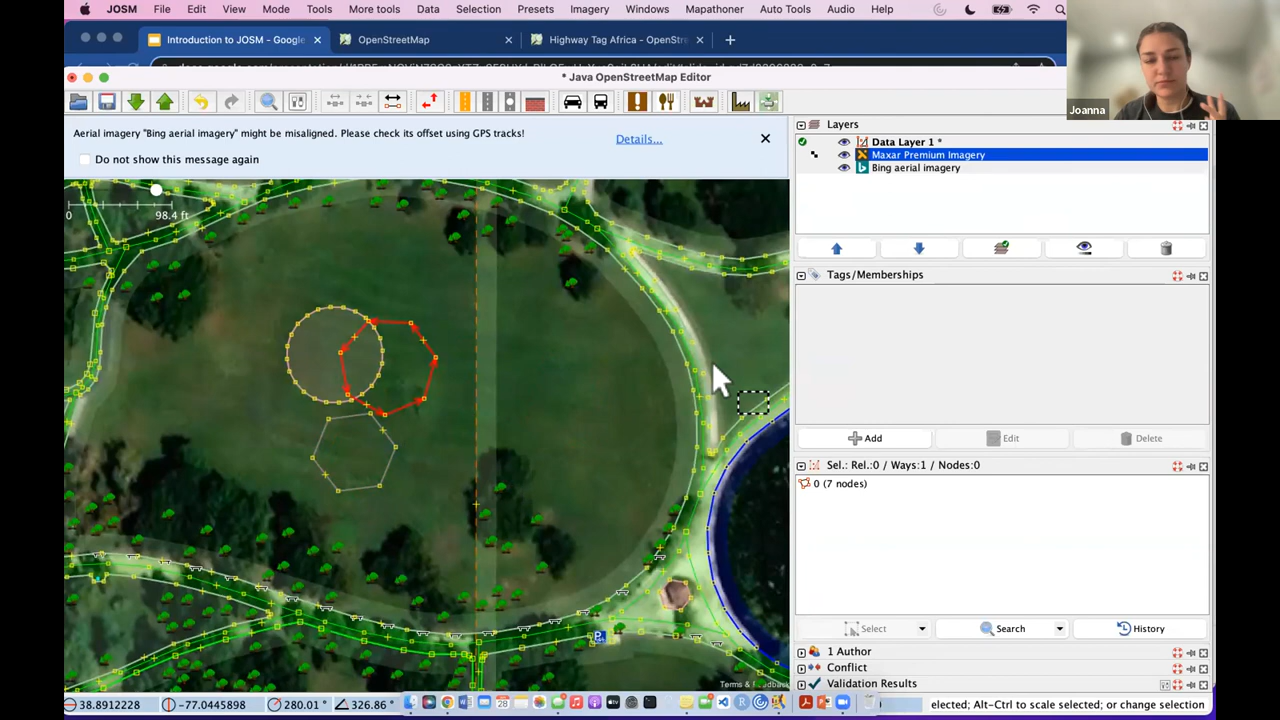 JOSM File Edit View Mode Tools More tools Data Selection Presets Imagery Windows Mapathoner Auto Tools Audio Help
Introduction to JOSM - Google
OpenStreetMap
Highway Tag Africa - OpenStre
* Java OpenStreetMap Editor
Joanna
Aerial imagery "Bing aerial imagery" might be misaligned. Please check its offset using GPS tracks!
Details...
Do not show this message again
0 98.4 ft
Layers
Data Layer 1 *
Maxar Premium Imagery
Bing aerial imagery
Tags/Memberships
Add Edit Delete
Sel.: Rel.:0 / Ways:1 / Nodes:0
0 (7 nodes)
Select Search History
1 Author
Conflict
Validation Results
P
Terms & Feedback
38.8912228 -77.0445898 280.01 ° 326.86 °
28
elected; Alt-Ctrl to scale selected; or change selection